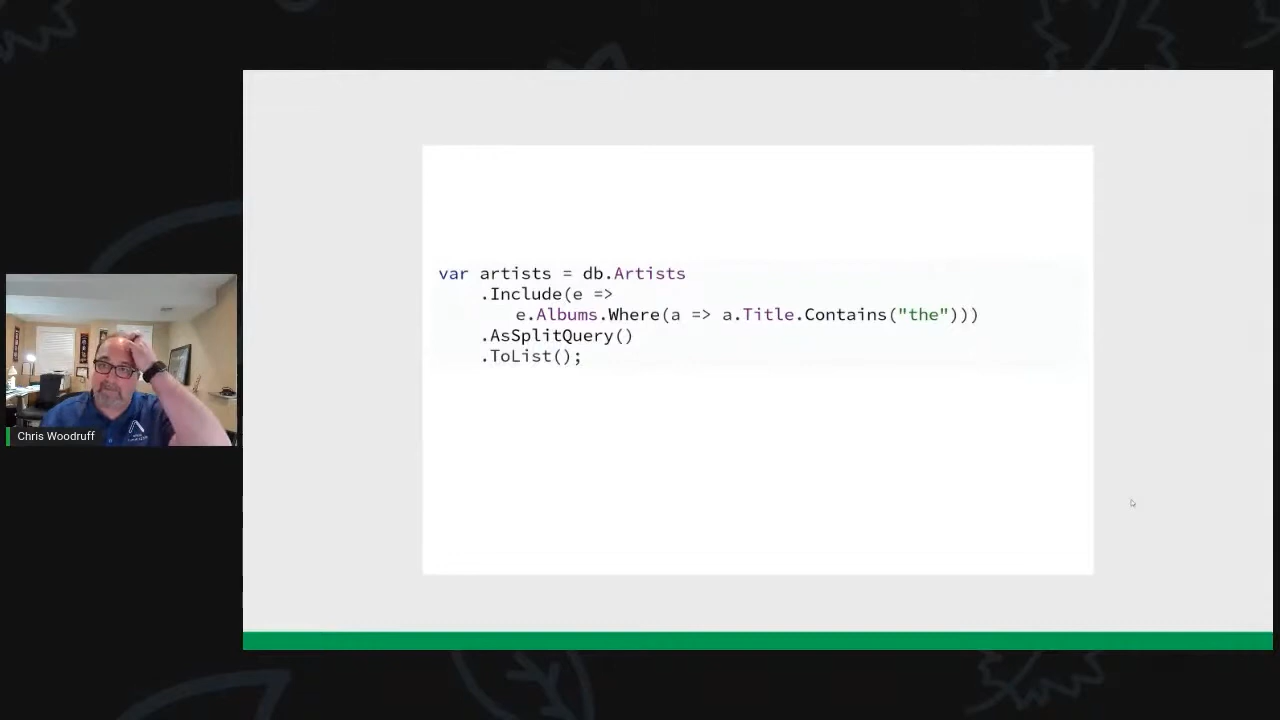 var artists = db.Artists
.Include(e =>
e.Albums.Where(a => a.Title.Contains("the")))
.AsSplitQuery()
.ToList();
Chris Woodruff